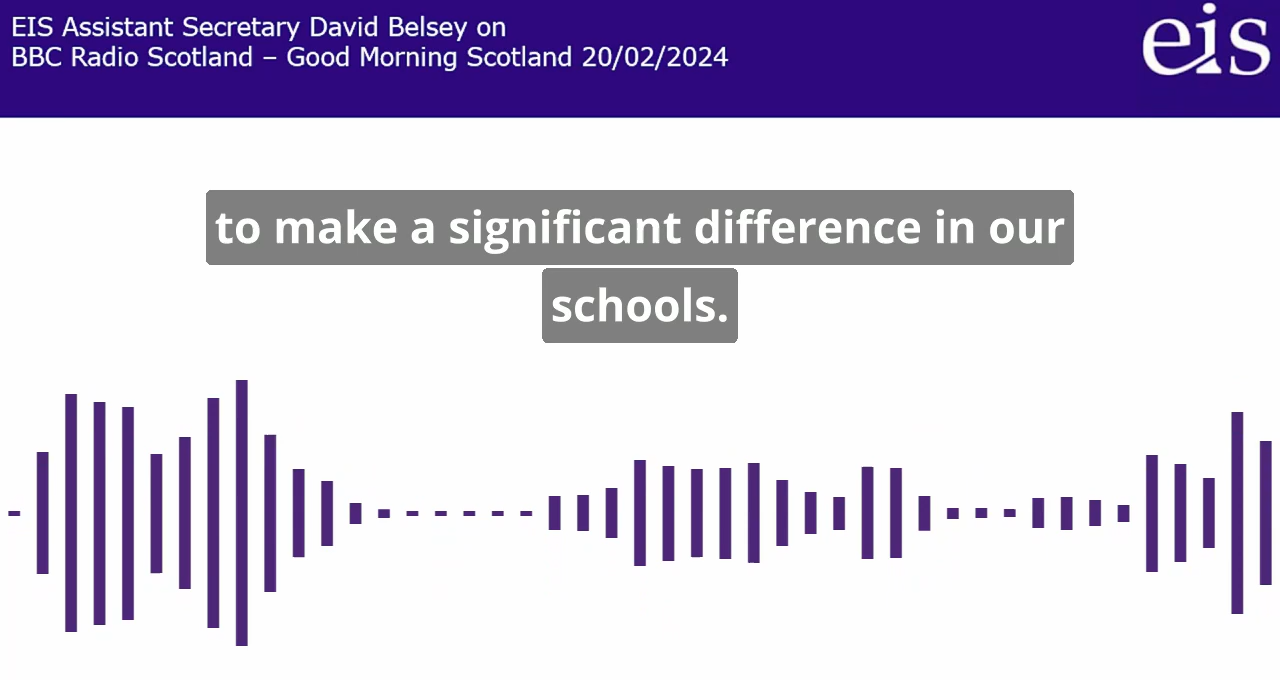 EIS Assistant Secretary David Belsey on
BBC Radio Scotland – Good Morning Scotland 20/02/2024
eis
to make a significant difference in our
schools.